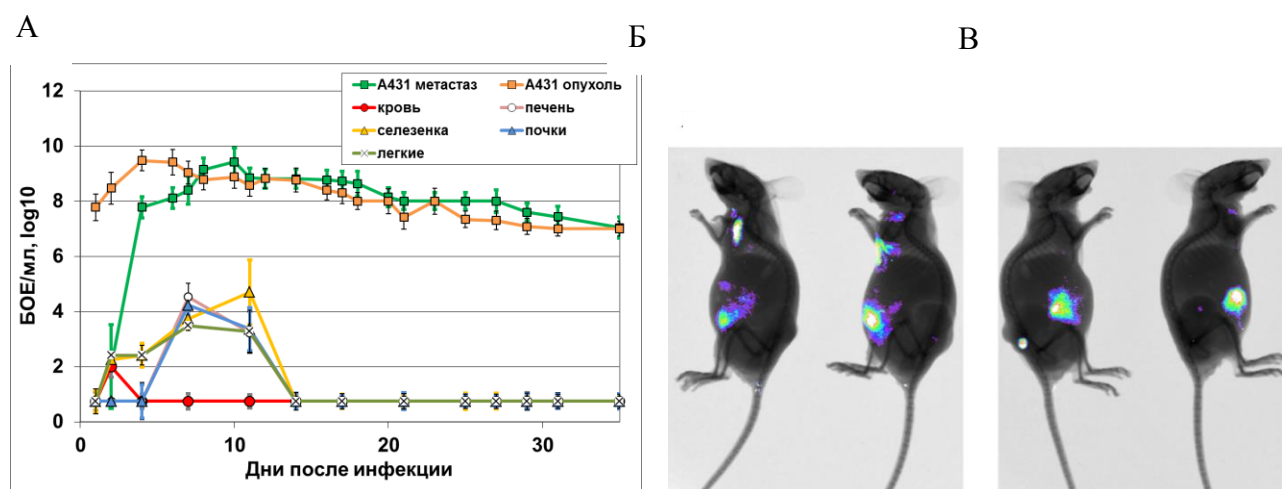 А
Б
В
А431 метастаз
А431 опухоль
кровь
печень
селезенка
почки
легкие
БОЕ/мл, log10
12
10
8
6
4
2
0
0
10
20
30
Дни после инфекции